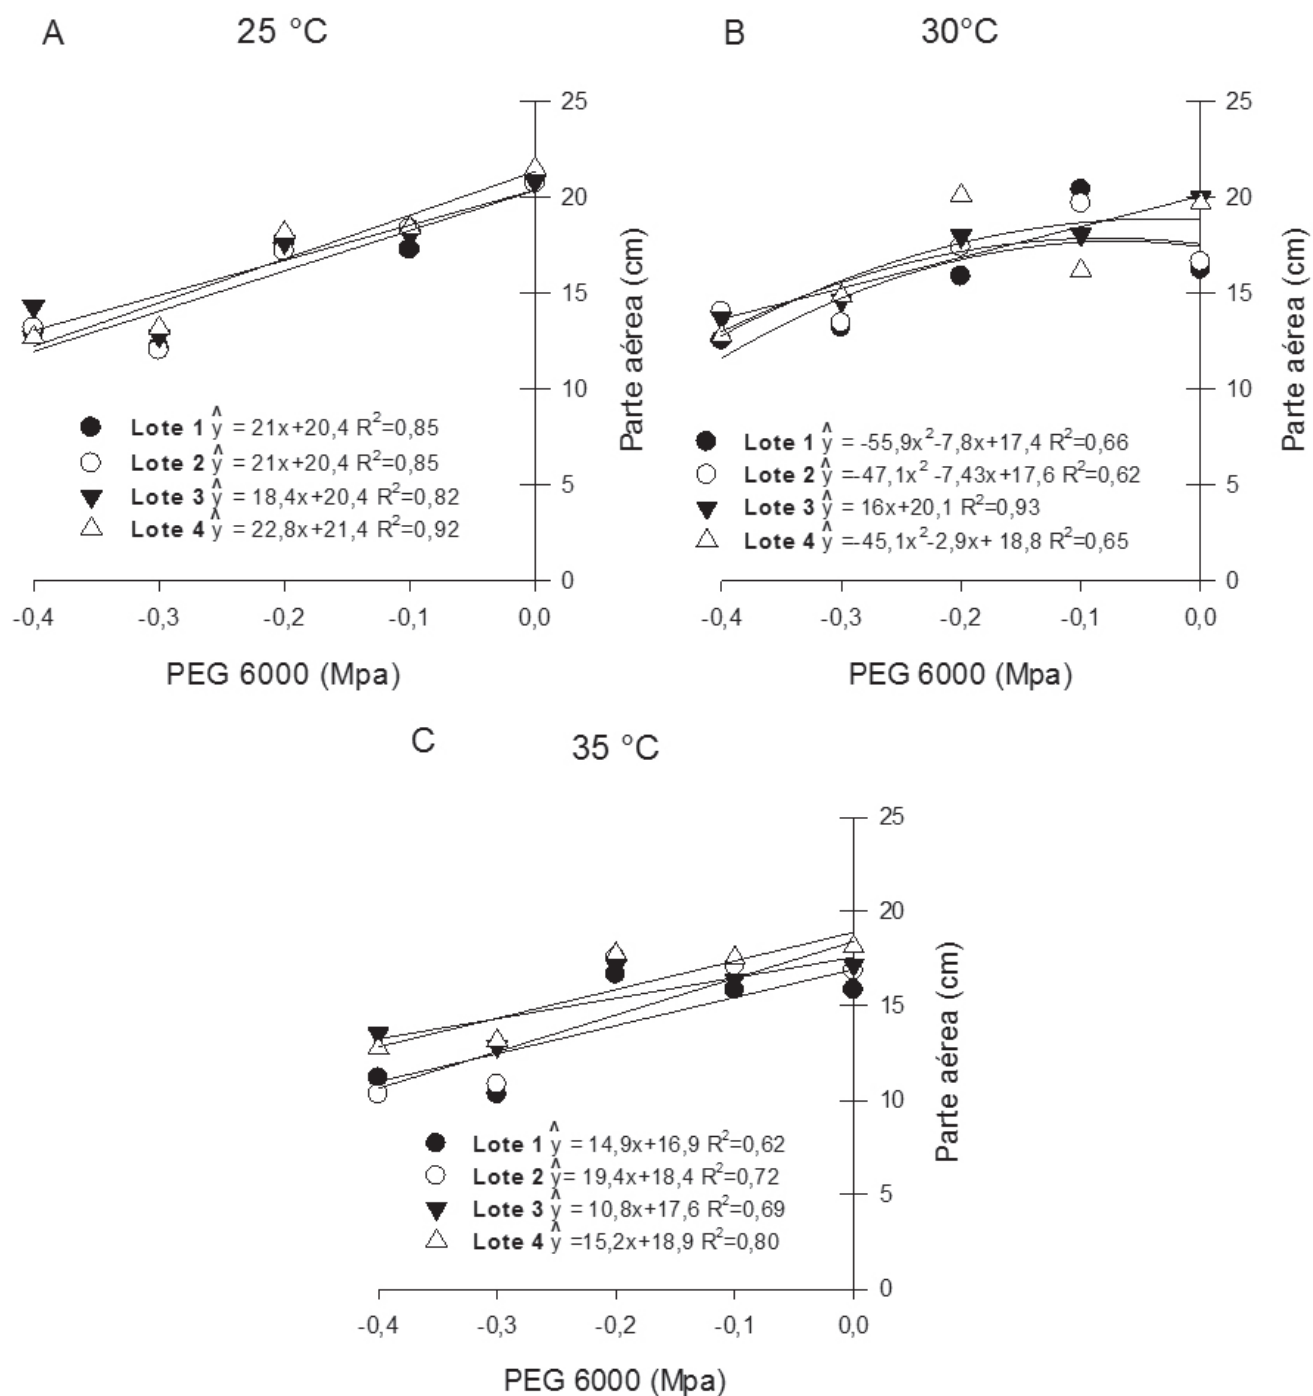 A 25 °C
25
20
15
10
5
0
Parte aérea (cm)
Lote 1 ŷ = 21x+20,4 R²=0,85
Lote 2 ŷ = 21x+20,4 R²=0,85
Lote 3 ŷ = 18,4x+20,4 R²=0,82
Lote 4 ŷ = 22,8x+21,4 R²=0,92
-0,4 -0,3 -0,2 -0,1 0,0
PEG 6000 (Mpa)
B 30°C
25
20
15
10
5
0
Parte aérea (cm)
Lote 1 ŷ = -55,9x²-7,8x+17,4 R²=0,66
Lote 2 ŷ =-47,1x² -7,43x+17,6 R²=0,62
Lote 3 ŷ = 16x+20,1 R²=0,93
Lote 4 ŷ =-45,1x²-2,9x+ 18,8 R²=0,65
-0,4 -0,3 -0,2 -0,1 0,0
PEG 6000 (Mpa)
C 35 °C
25
20
15
10
5
0
Parte aérea (cm)
Lote 1 ŷ = 14,9x+16,9 R²=0,62
Lote 2 ŷ= 19,4x+18,4 R²=0,72
Lote 3 ŷ = 10,8x+17,6 R²=0,69
Lote 4 ŷ =15,2x+18,9 R²=0,80
-0,4 -0,3 -0,2 -0,1 0,0
PEG 6000 (Mpa)